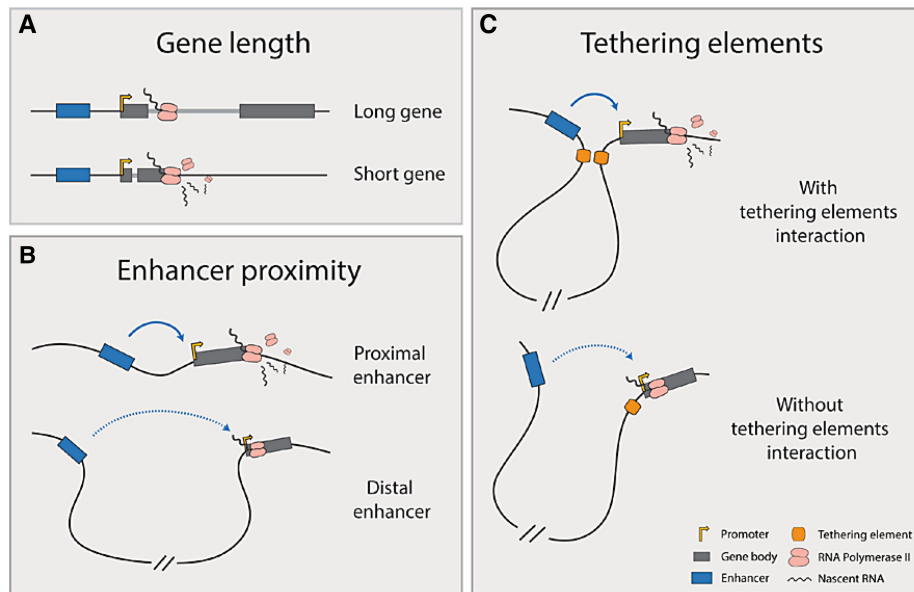 A
Gene length
Long gene
Short gene
B
Enhancer proximity
Proximal
enhancer
Distal
enhancer
C
Tethering elements
With
tethering elements
interaction
Without
tethering elements
interaction
Promoter
Tethering element
Gene body
RNA Polymerase II
Enhancer
Nascent RNA